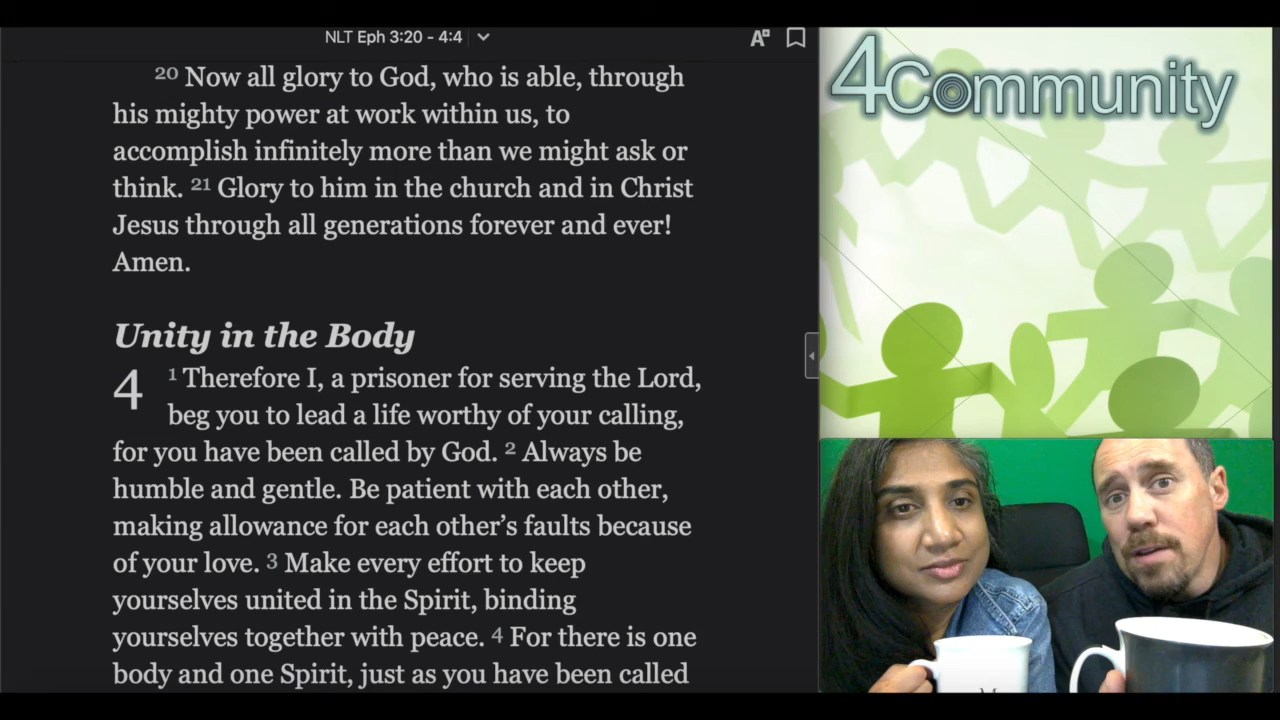 NLT Eph 3:20 - 4:4
20 Now all glory to God, who is able, through
his mighty power at work within us, to
accomplish infinitely more than we might ask or
think. 21 Glory to him in the church and in Christ
Jesus through all generations forever and ever!
Amen.
Unity in the Body
4 1 Therefore I, a prisoner for serving the Lord,
beg you to lead a life worthy of your calling,
for you have been called by God. 2 Always be
humble and gentle. Be patient with each other,
making allowance for each other’s faults because
of your love. 3 Make every effort to keep
yourselves united in the Spirit, binding
yourselves together with peace. 4 For there is one
body and one Spirit, just as you have been called
4Community